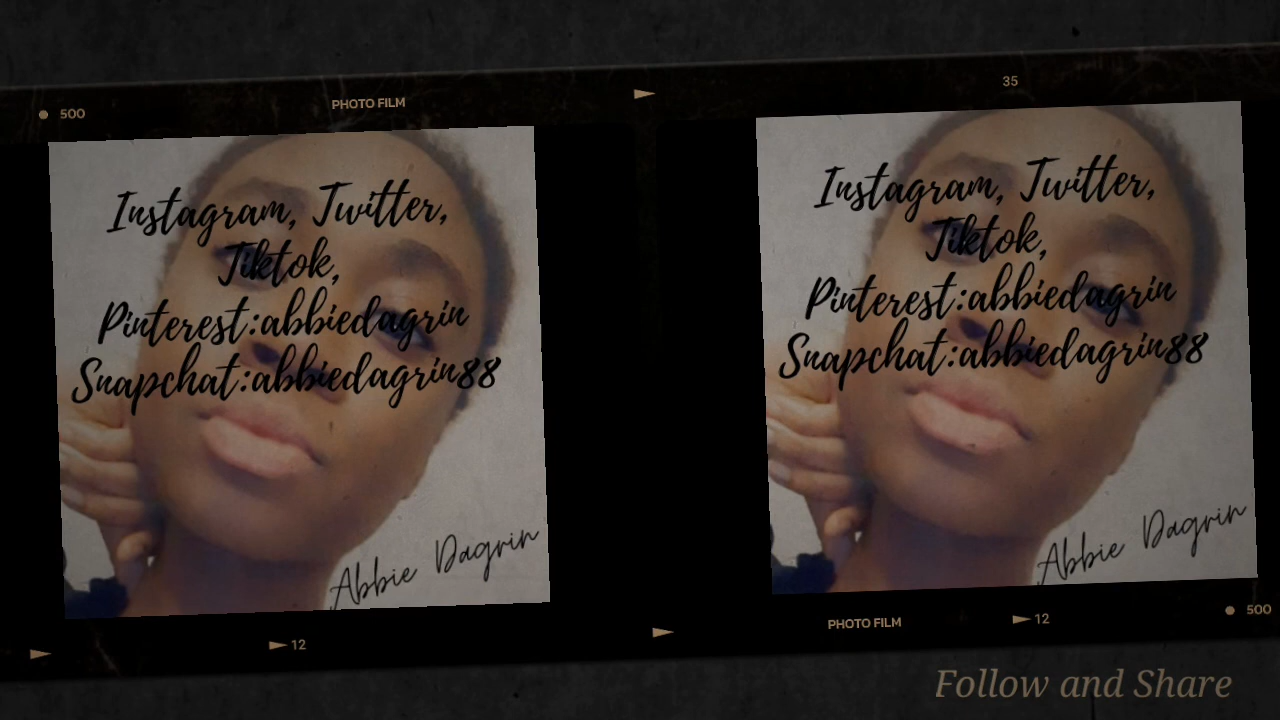 35
500
PHOTO FILM
Instagram, Twitter,
Tiktok,
Pinterest:abbiedagrin
Snapchat:abbiedagrin88
Abbie Dagrin
Instagram, Twitter,
Tiktok,
Pinterest:abbiedagrin
Snapchat:abbiedagrin88
Abbie Dagrin
12
PHOTO FILM
12
500
Follow and Share